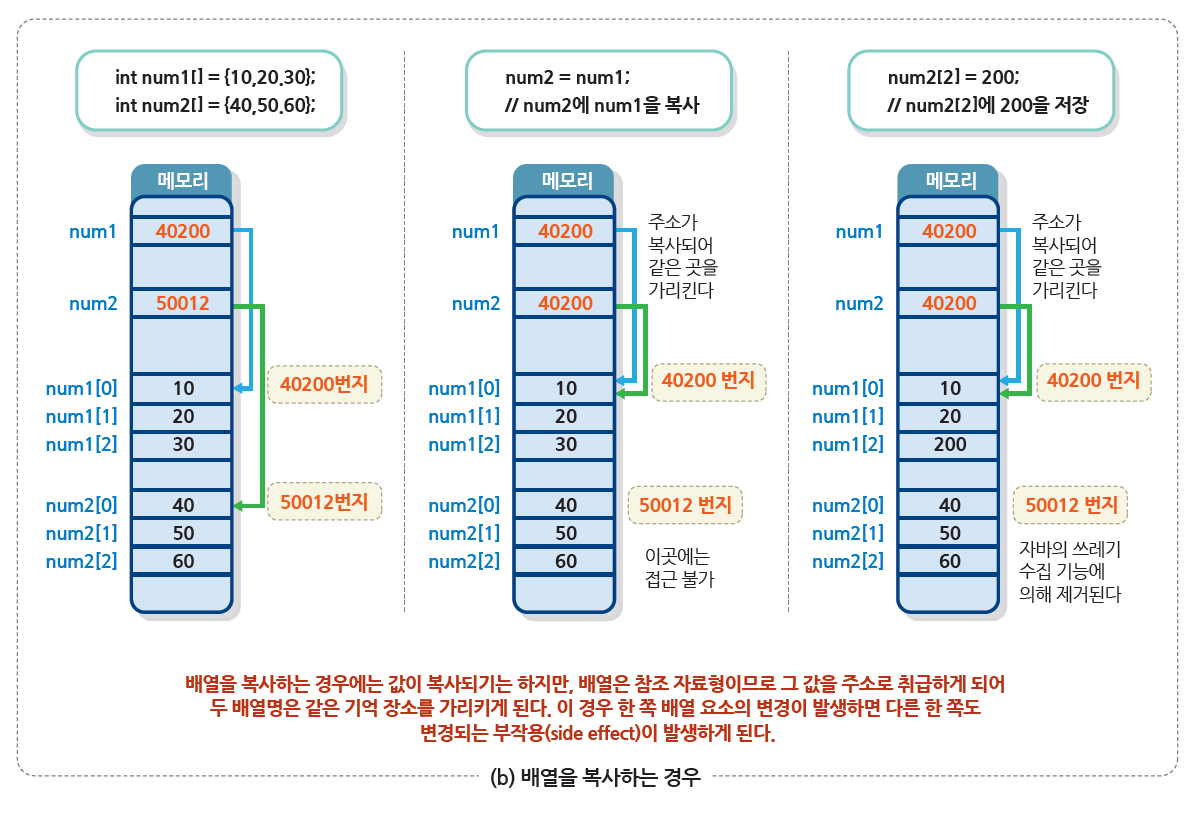 int num1[] = {10,20.30};
int num2[] = {40,50.60};
메모리
num1
40200
num2
50012
num1[0]
10
40200번지
num1[1]
20
num1[2]
30
num2[0]
40
50012번지
num2[1]
50
num2[2]
60
num2 = num1;
// num2에 num1을 복사
메모리
num1
40200
주소가
복사되어
같은 곳을
가리킨다
num2
40200
num1[0]
10
40200 번지
num1[1]
20
num1[2]
30
num2[0]
40
50012 번지
num2[1]
50
num2[2]
60
이곳에는
접근 불가
num2[2] = 200;
// num2[2]에 200을 저장
메모리
num1
40200
주소가
복사되어
같은 곳을
가리킨다
num2
40200
num1[0]
10
40200 번지
num1[1]
20
num1[2]
200
num2[0]
40
50012 번지
num2[1]
50
num2[2]
60
자바의 쓰레기
수집 기능에
의해 제거된다
배열을 복사하는 경우에는 값이 복사되기는 하지만, 배열은 참조 자료형이므로 그 값을 주소로 취급하게 되어
두 배열명은 같은 기억 장소를 가리키게 된다. 이 경우 한 쪽 배열 요소의 변경이 발생하면 다른 한 쪽도
변경되는 부작용(side effect)이 발생하게 된다.
(b) 배열을 복사하는 경우